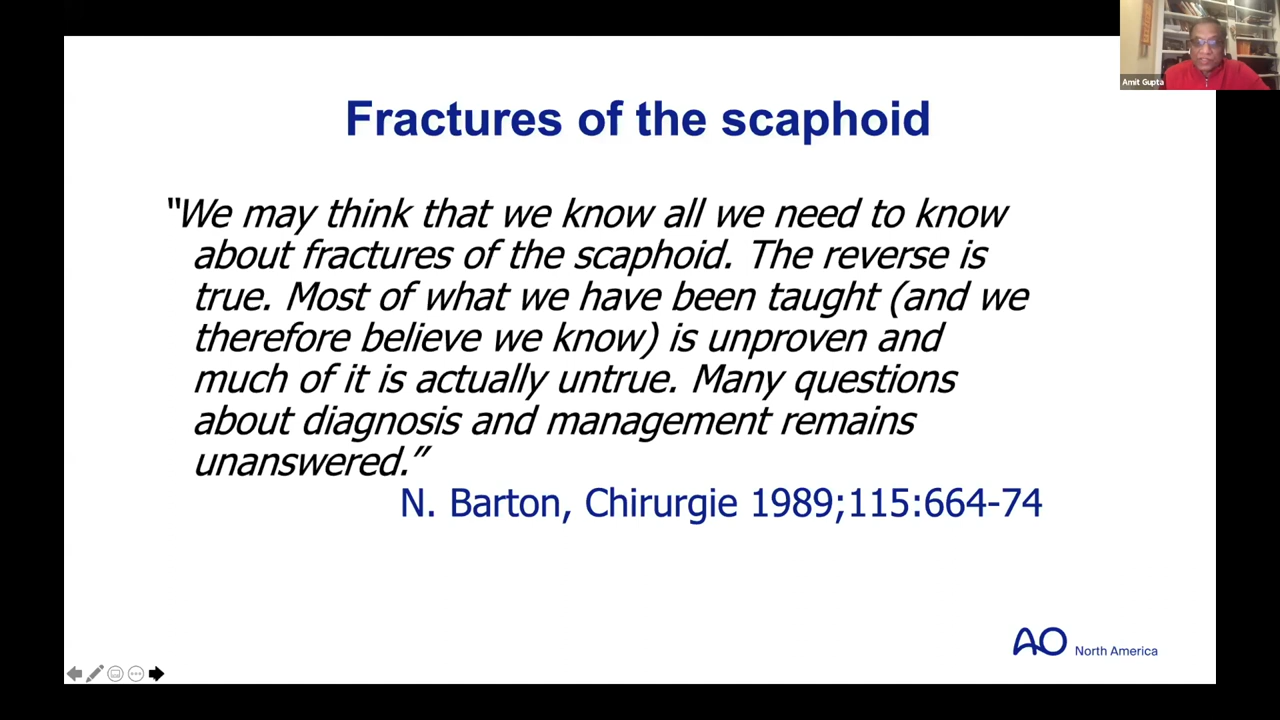 Amit Gupta
Fractures of the scaphoid
“We may think that we know all we need to know
about fractures of the scaphoid. The reverse is
true. Most of what we have been taught (and we
therefore believe we know) is unproven and
much of it is actually untrue. Many questions
about diagnosis and management remains
unanswered.”
N. Barton, Chirurgie 1989;115:664-74
AO North America